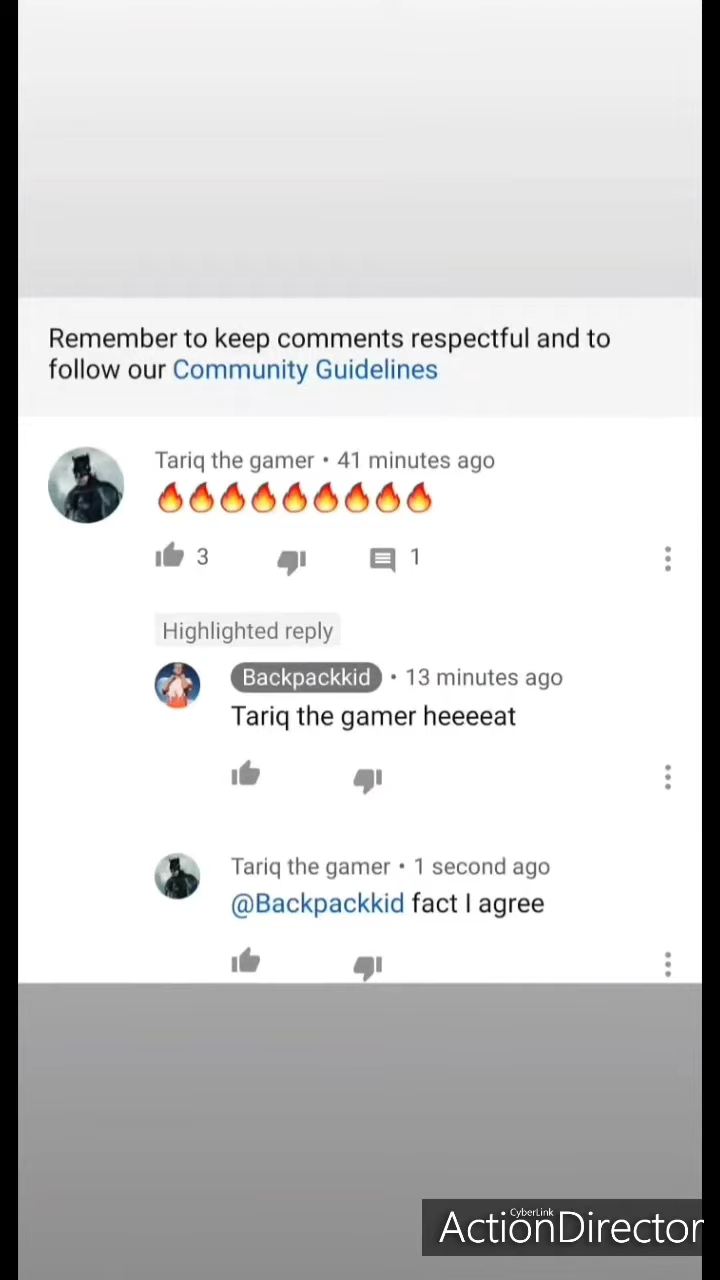 Remember to keep comments respectful and to
follow our Community Guidelines
Tariq the gamer • 41 minutes ago
🔥🔥🔥🔥🔥🔥🔥🔥🔥
3
1
Highlighted reply
Backpackkid • 13 minutes ago
Tariq the gamer heeeeat
Tariq the gamer • 1 second ago
@Backpackkid fact I agree
CyberLink
ActionDirector